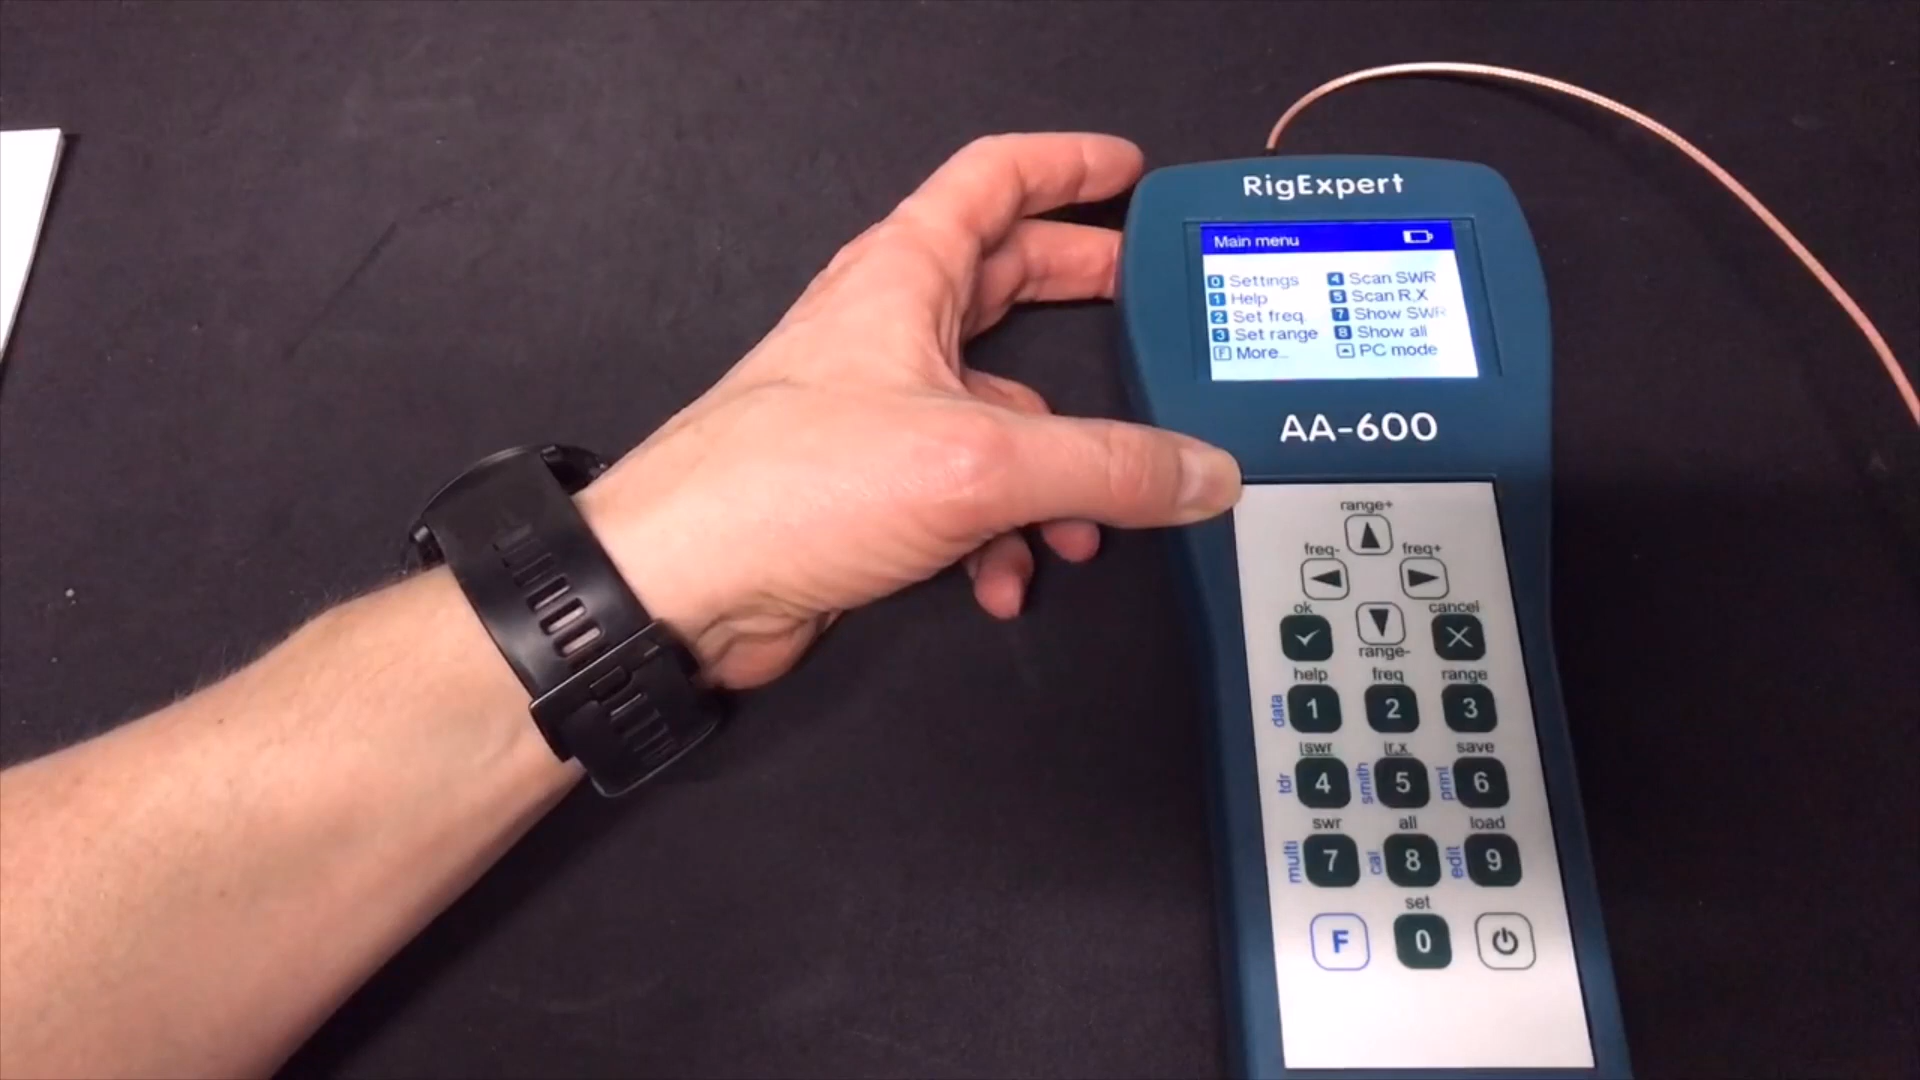 RigExpert
Main menu
0 Settings
4 Scan SWR
1 Help
5 Scan R,X
2 Set freq.
7 Show SWR
3 Set range
8 Show all
F More...
PC mode
AA-600
range+
freq-
freq+
ok
cancel
range-
help
freq
range
data
1
2
3
swr
r,x
save
tdr
4
smith
5
print
6
swr
all
load
multi
7
cal
8
edit
9
set
F
0